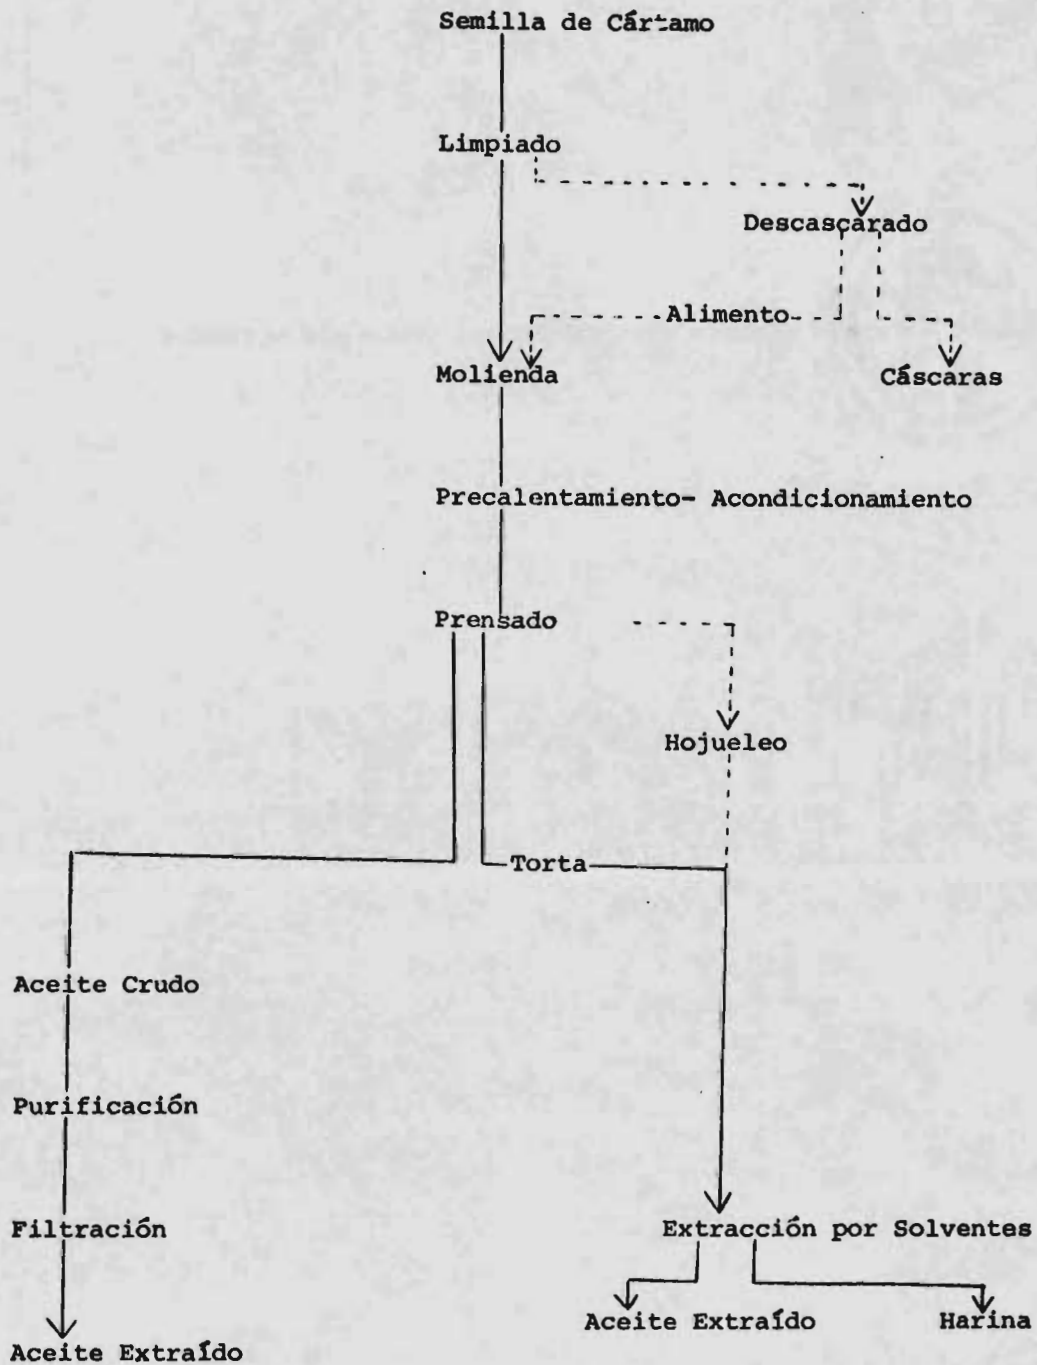 Semilla de Cártamo
Limpiado
Descascarado
Alimento
Molienda
Cáscaras
Precalentamiento- Acondicionamiento
Prensado
Hojueleo
Torta
Aceite Crudo
Purificación
Filtración
Extracción por Solventes
Aceite Extraído
Harina
Aceite Extraído